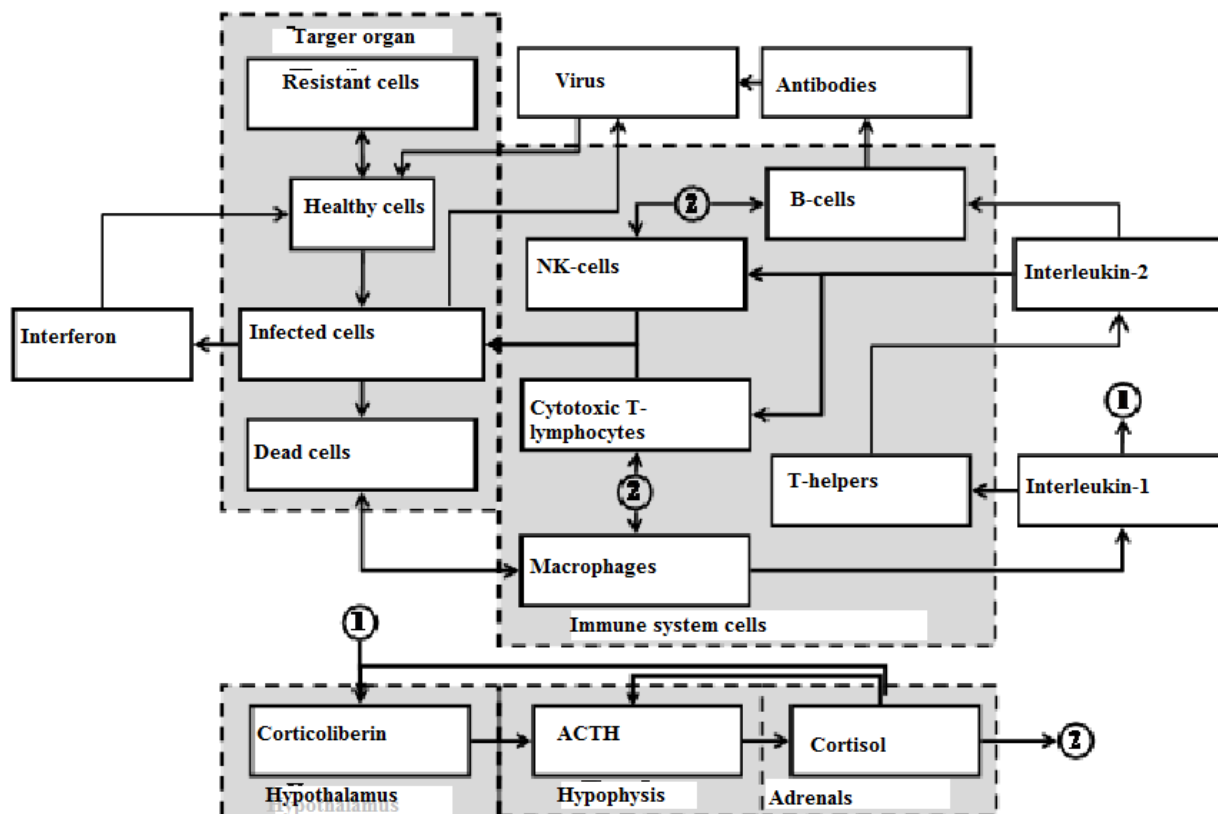 Targer organ
Resistant cells
Virus
Antibodies
Healthy cells
2
B-cells
NK-cells
Interleukin-2
Interferon
Infected cells
Cytotoxic T-
lymphocytes
1
Dead cells
2
T-helpers
Interleukin-1
Macrophages
1
Immune system cells
Corticoliberin
ACTH
Cortisol
2
Hypothalamus
Hypophysis
Adrenals